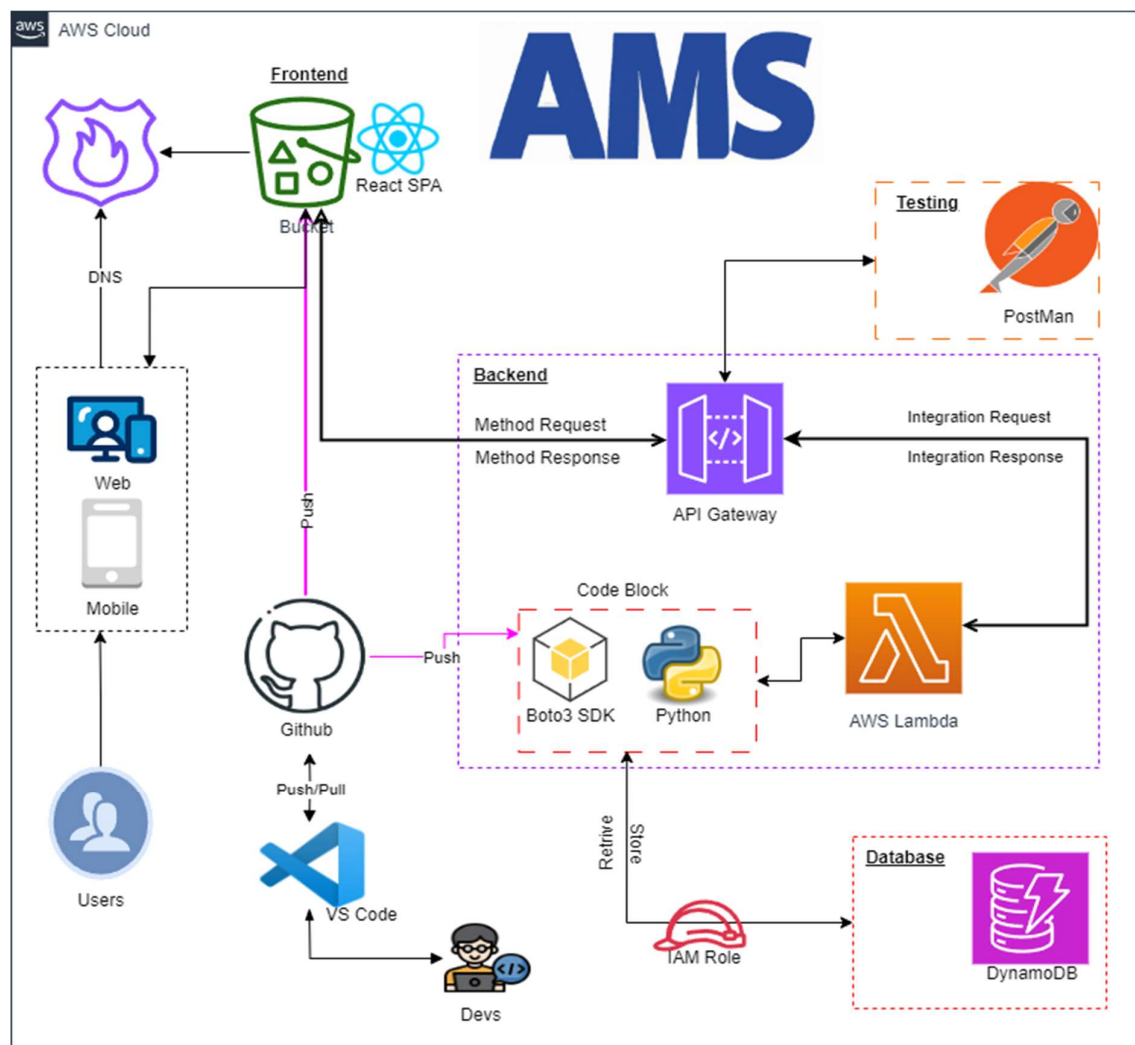 aws
AWS Cloud
AMS
Frontend
React SPA
Bucket
DNS
Testing
PostMan
Backend
Method Request
Method Response
Integration Request
Integration Response
API Gateway
Web
Mobile
Push
Code Block
Push
Boto3 SDK
Python
AWS Lambda
Github
Push/Pull
Users
VS Code
Devs
Retrive
Store
IAM Role
Database
DynamoDB